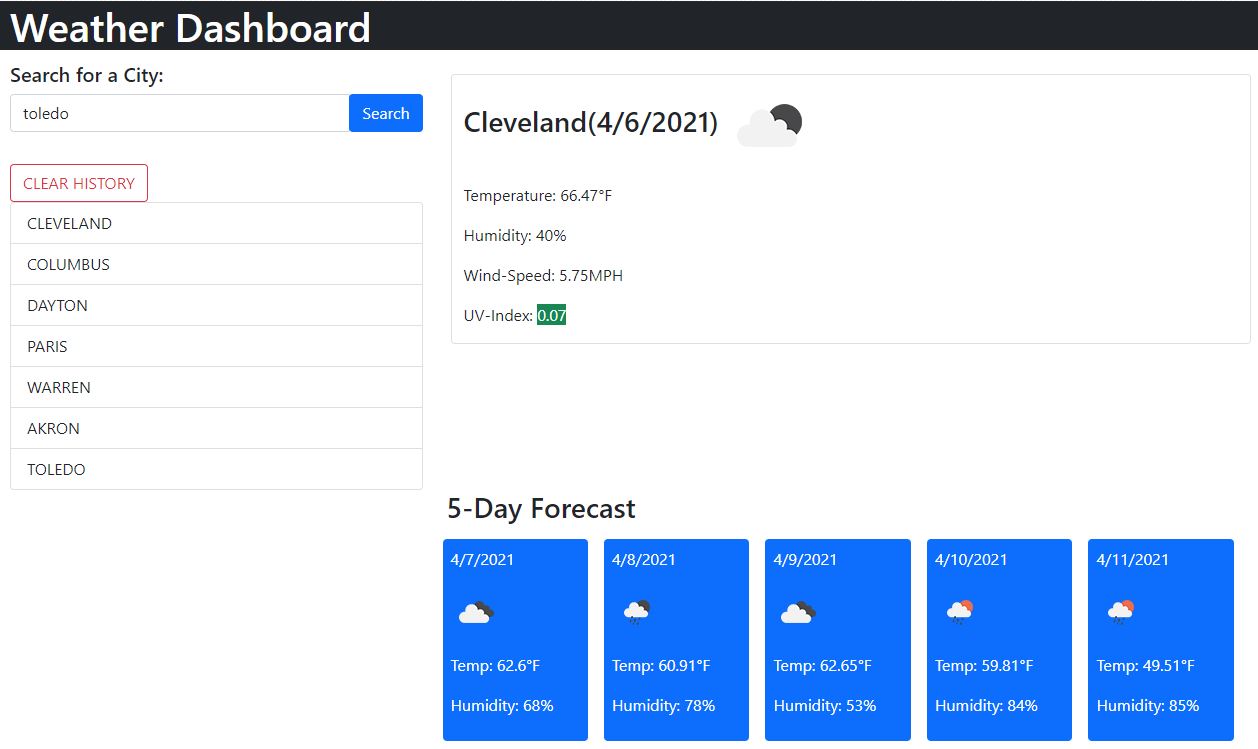 Weather Dashboard
Search for a City:
toledo
Search
CLEAR HISTORY
CLEVELAND
COLUMBUS
DAYTON
PARIS
WARREN
AKRON
TOLEDO
Cleveland(4/6/2021)
Temperature: 66.47°F
Humidity: 40%
Wind-Speed: 5.75MPH
UV-Index: 0.07
5-Day Forecast
4/7/2021
Temp: 62.6°F
Humidity: 68%
4/8/2021
Temp: 60.91°F
Humidity: 78%
4/9/2021
Temp: 62.65°F
Humidity: 53%
4/10/2021
Temp: 59.81°F
Humidity: 84%
4/11/2021
Temp: 49.51°F
Humidity: 85%